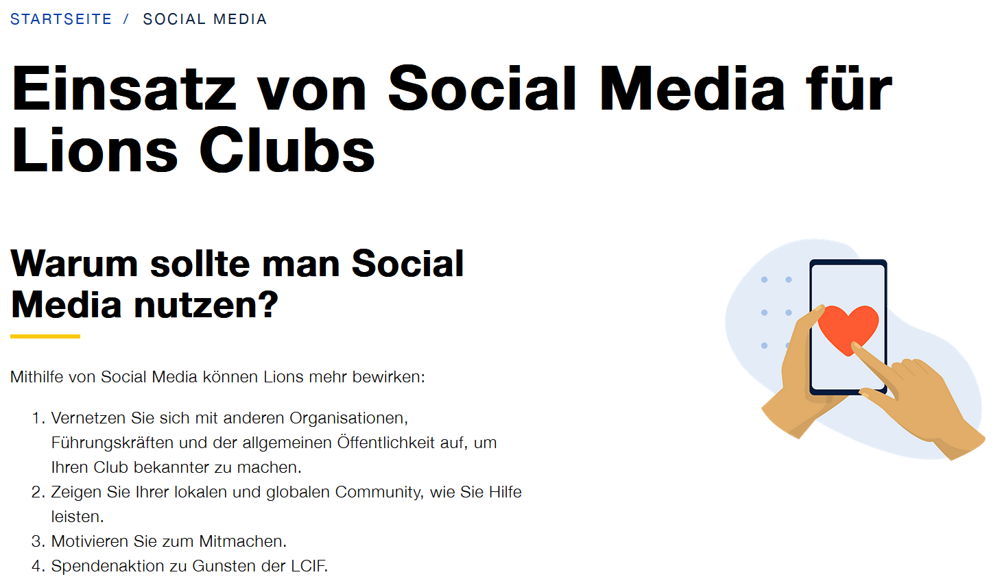 STARTSEITE / SOCIAL MEDIA
Einsatz von Social Media für
Lions Clubs
Warum sollte man Social
Media nutzen?
Mithilfe von Social Media können Lions mehr bewirken:
1. Vernetzen Sie sich mit anderen Organisationen,
Führungskräften und der allgemeinen Öffentlichkeit auf, um
Ihren Club bekannter zu machen.
2. Zeigen Sie Ihrer lokalen und globalen Community, wie Sie Hilfe
leisten.
3. Motivieren Sie zum Mitmachen.
4. Spendenaktion zu Gunsten der LCIF.